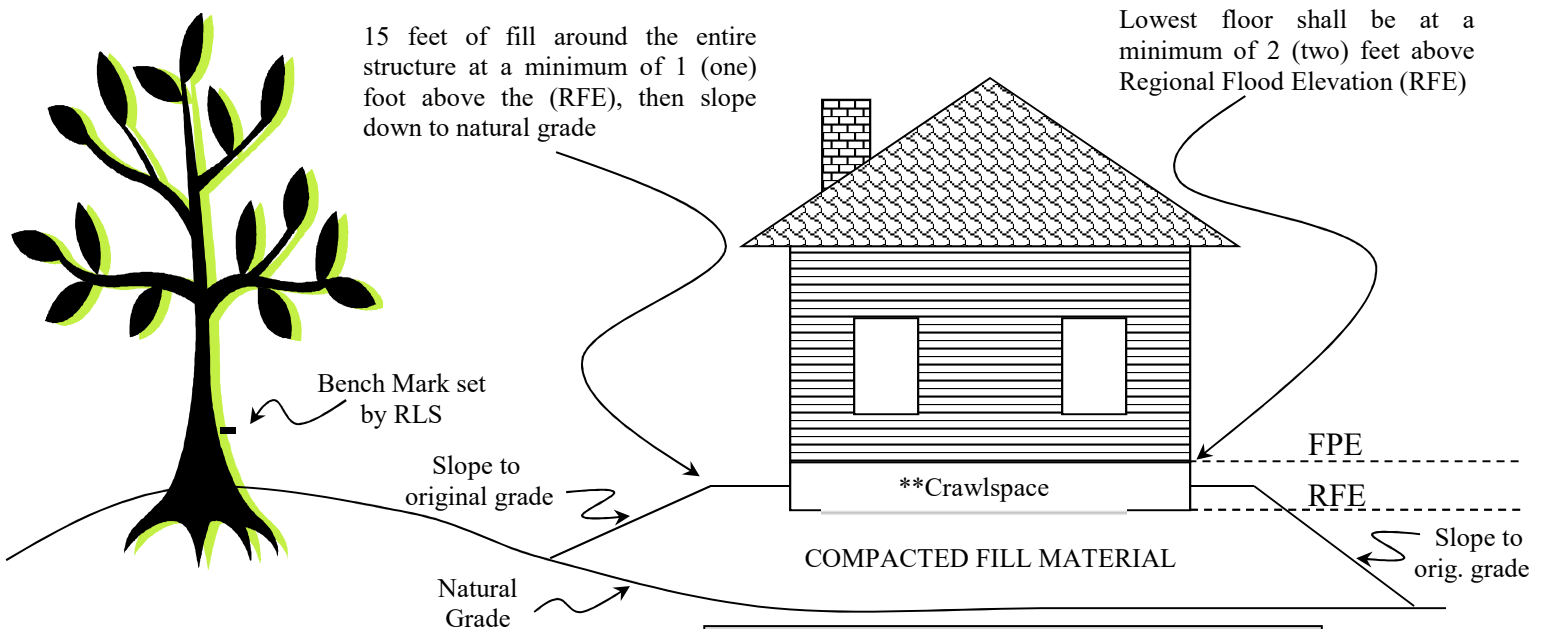 15 feet of fill around the entire
structure at a minimum of 1 (one)
foot above the (RFE), then slope
down to natural grade
Lowest floor shall be at a
minimum of 2 (two) feet above
Regional Flood Elevation (RFE)
Bench Mark set
by RLS
Slope to
original grade
FPE
**Crawlspace
RFE
Slope to
orig. grade
COMPACTED FILL MATERIAL
Natural
Grade